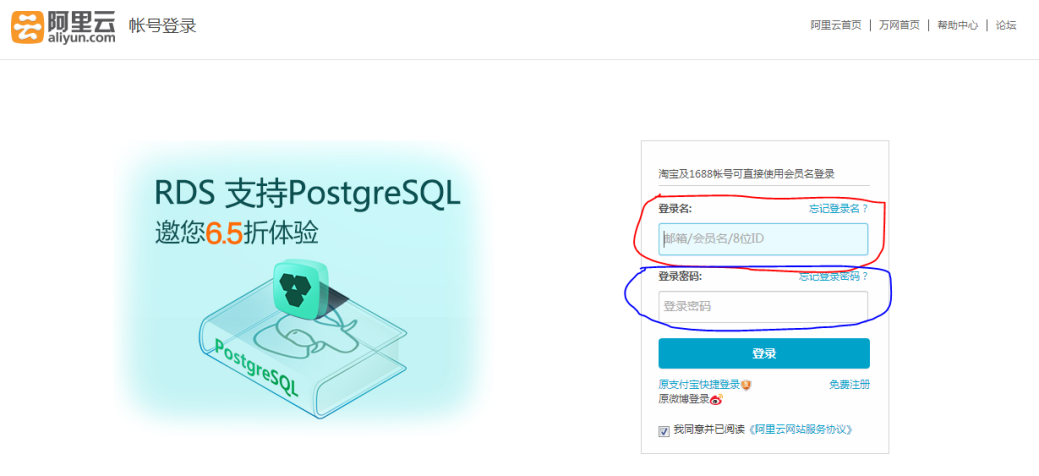 阿里云
aliyun.com
帐号登录
阿里云首页 | 万网首页 | 帮助中心 | 论坛
RDS 支持PostgreSQL
邀您6.5折体验
PostgreSQL
淘宝及1688帐号可直接使用会员名登录
登录名: 忘记登录名?
邮箱/会员名/8位ID
登录密码: 忘记登录密码?
登录密码
登录
原支付宝快捷登录 免费注册
原微博登录
我同意并已阅读《阿里云网站服务协议》